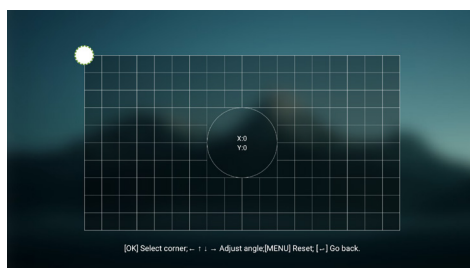 X:0
Y:0
[OK] Select corner;← ↑ ↓ → Adjust angle;[MENU] Reset; [↩] Go back.